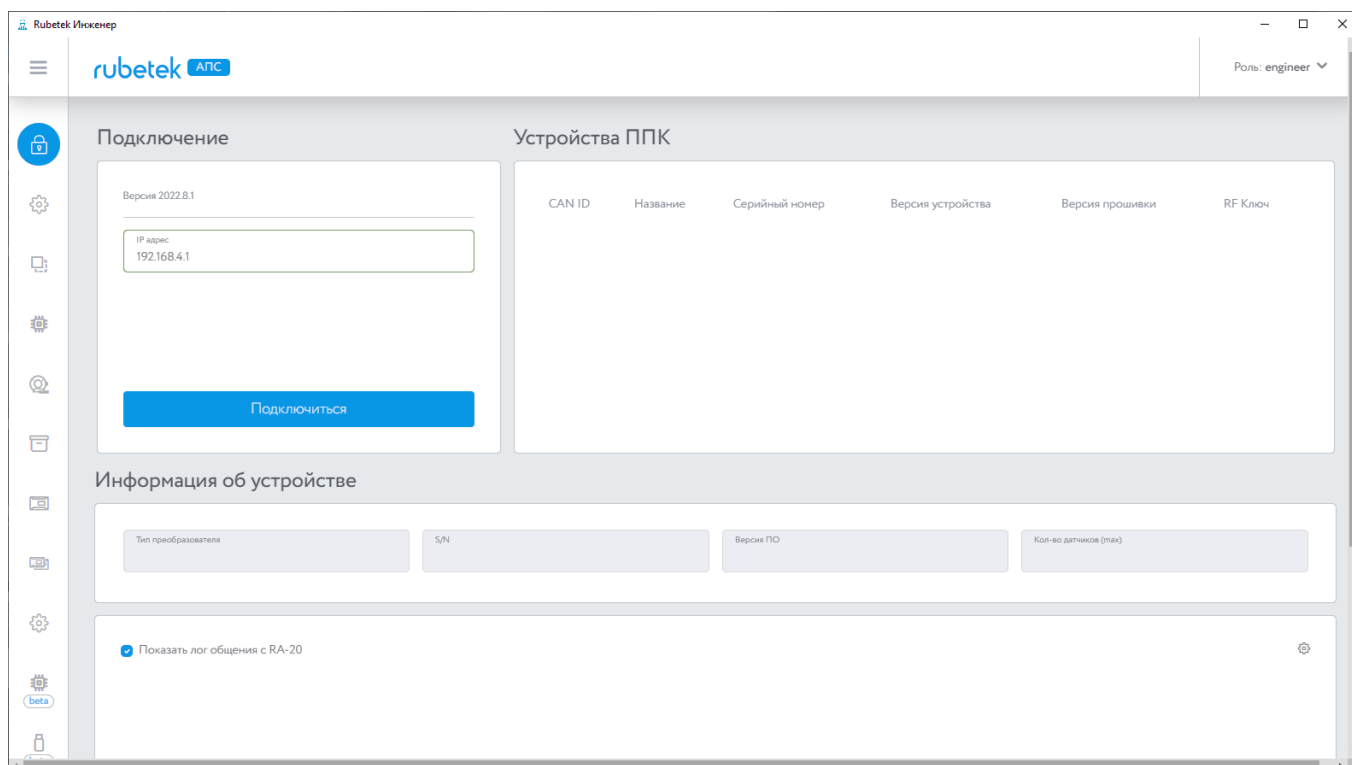 Rubetek Инженер
rubetek АПС
Роль: engineer
Подключение
Версия 2022.8.1
IP адрес
192.168.4.1
Подключиться
Устройства ППК
CAN ID Название Серийный номер Версия устройства Версия прошивки RF Ключ
Информация об устройстве
Тип преобразователя S/N Версия ПО Кол-во датчиков (max)
Показать лог общения с RA-20
beta